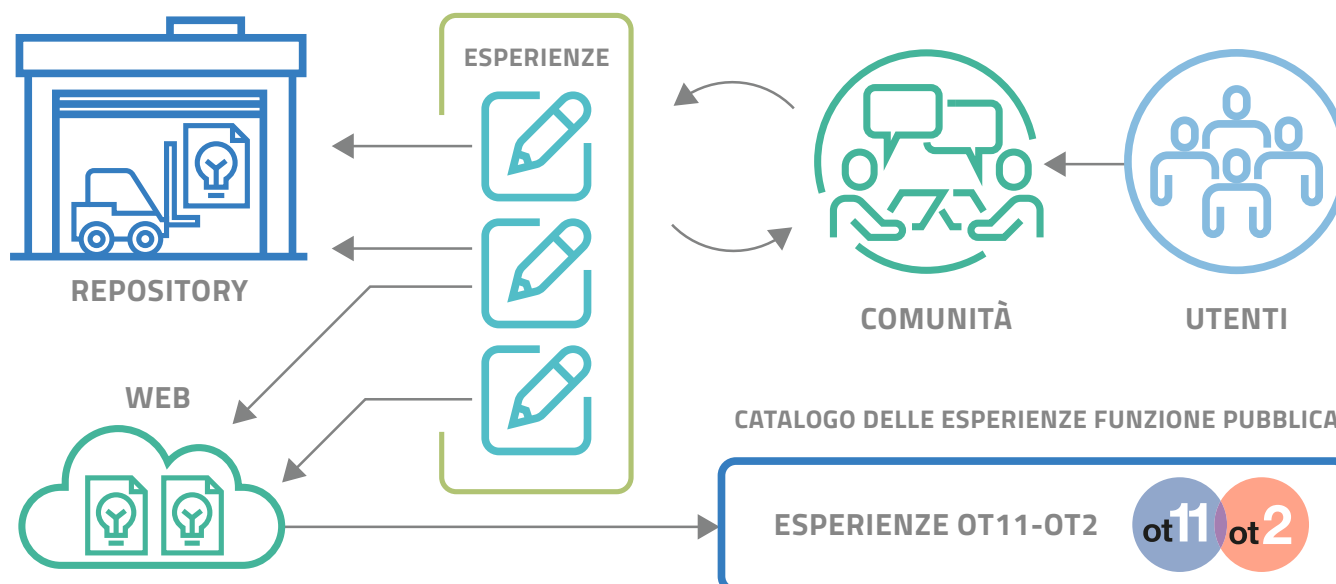 ESPERIENZE
REPOSITORY
COMUNITÀ
UTENTI
WEB
CATALOGO DELLE ESPERIENZE FUNZIONE PUBBLICA
ESPERIENZE OT11-OT2
ot11 ot2